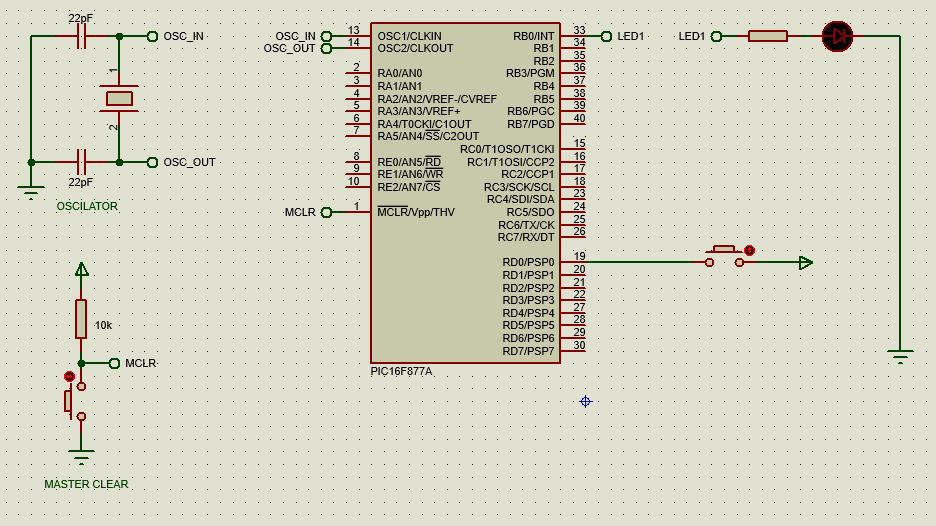 22pF
OSC_IN
1
2
OSC_OUT
22pF
OSCILATOR
10k
MCLR
MASTER CLEAR
OSC_IN 13 OSC1/CLKIN
OSC_OUT 14 OSC2/CLKOUT
2 RA0/AN0
3 RA1/AN1
4 RA2/AN2/VREF-/CVREF
5 RA3/AN3/VREF+
6 RA4/T0CKI/C1OUT
7 RA5/AN4/SS/C2OUT
8 RE0/AN5/RD
9 RE1/AN6/WR
10 RE2/AN7/CS
MCLR 1 MCLR/Vpp/THV
RB0/INT 33 LED1
RB1 34
RB2 35
RB3/PGM 36
RB4 37
RB5 38
RB6/PGC 39
RB7/PGD 40
RC0/T1OSO/T1CKI 15
RC1/T1OSI/CCP2 16
RC2/CCP1 17
RC3/SCK/SCL 18
RC4/SDI/SDA 23
RC5/SDO 24
RC6/TX/CK 25
RC7/RX/DT 26
RD0/PSP0 19
RD1/PSP1 20
RD2/PSP2 21
RD3/PSP3 22
RD4/PSP4 27
RD5/PSP5 28
RD6/PSP6 29
RD7/PSP7 30
PIC16F877A
LED1